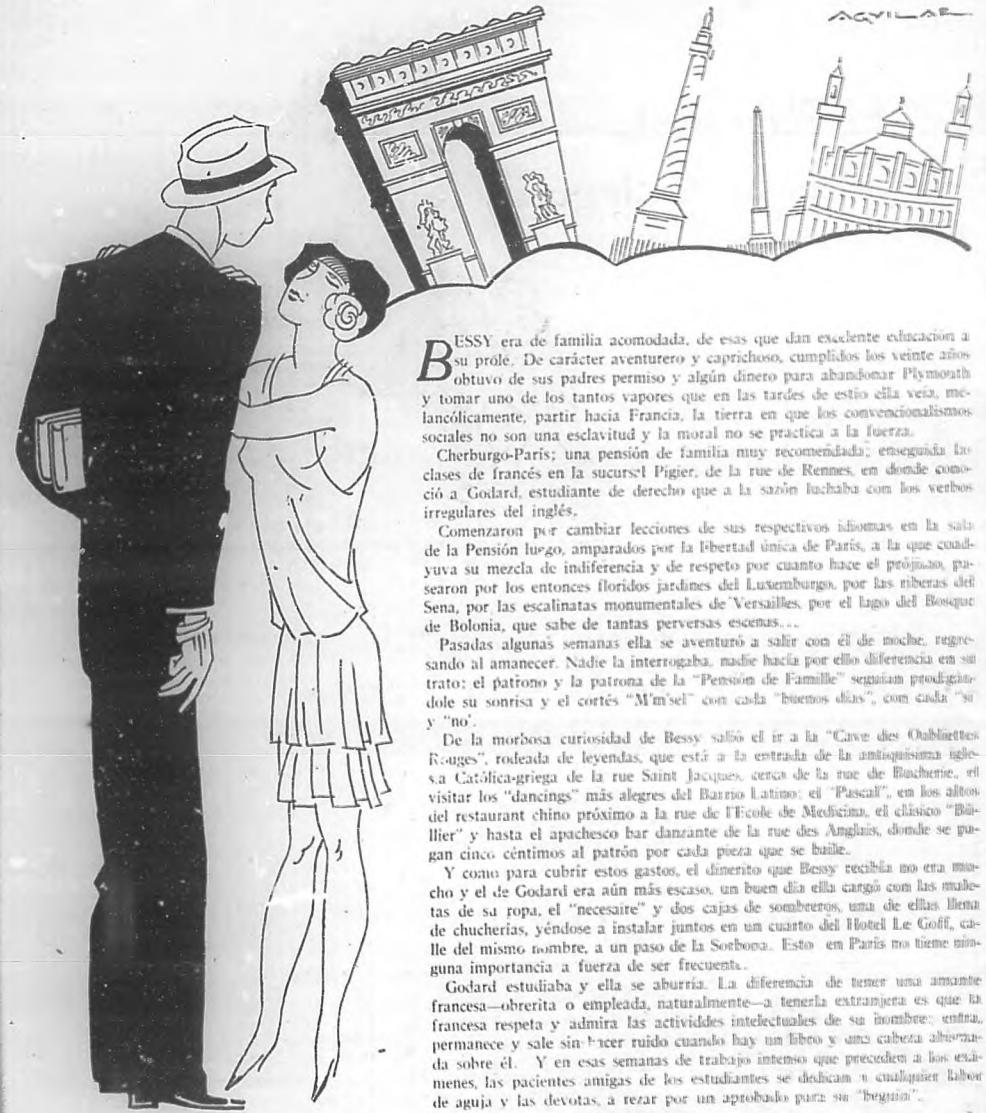 AGVILAR
BESSY era de familia acomodada, de esas que dan excelente educación a
su prole. De carácter aventurero y caprichoso, cumplidos los veinte años
obtuvo de sus padres permiso y algún dinero para abandonar Plymouth
y tomar uno de los tantos vapores que en las tardes de estío ella veía, me-
lancólicamente, partir hacia Francia, la tierra en que los convencionalismos
sociales no son una esclavitud y la moral no se practica a la fuerza.
Cherburgo-París; una pensión de familia muy recomendada; enseguida las
clases de francés en la sucursel Pigier, de la rue de Rennes, en donde cono-
ció a Godard, estudiante de derecho que a la sazón luchaba con los verbos
irregulares del inglés.
Comenzaron por cambiar lecciones de sus respectivos idiomas en la sala
de la Pensión luego, amparados por la libertad única de París, a la que coad-
yuva su mezcla de indiferencia y de respeto por cuanto hace el prójimo, pa-
searon por los entonces floridos jardines del Luxemburgo, por las riberas del
Sena, por las escalinatas monumentales de Versailles, por el lago del Bosque
de Bolonia, que sabe de tantas perversas escenas...
Pasadas algunas semanas ella se aventuró a salir con él de noche, regre-
sando al amanecer. Nadie la interrogaba, nadie hacía por ello diferencia en su
trato: el patrono y la patrona de la "Pensión de Famille" seguían prodigán-
dole su sonrisa y el cortés "M'm'sel" con cada "buenos días", con cada "si
y "no'.
De la morbosa curiosidad de Bessy salió el ir a la "Cave des Oubliettes
Rouges", rodeada de leyendas, que está a la entrada de la antiquísima igle-
sa Católica-griega de la rue Saint Jacques, cerca de la rue de Bucherie, el
visitar los "dancings" más alegres del Barrio Latino: el "Pascal", en los altos
del restaurant chino próximo a la rue de l'Ecole de Medicina, el clásico "Bü-
llier" y hasta el apachesco bar danzante de la rue des Anglais, donde se pa-
gan cinco céntimos al patrón por cada pieza que se baile.
Y como para cubrir estos gastos, el dinerito que Bessy recibía no era mu-
cho y el de Godard era aún más escaso, un buen día ella cargó con las male-
tas de su ropa, el "necesaire" y dos cajas de sombreros, una de ellas llena
de chucherías, yéndose a instalar juntos en un cuarto del Hotel Le Goff, ca-
lle del mismo nombre, a un paso de la Sorbona. Esto en París no tiene nin-
guna importancia a fuerza de ser frecuente.
Godard estudiaba y ella se aburría. La diferencia de tener una amante
francesa—obrerita o empleada, naturalmente—a tenerla extranjera es que la
francesa respeta y admira las actividdes intelectuales de su hombre: entra,
permanece y sale sin hacer ruido cuando hay un libro y una cabeza abisma-
da sobre él. Y en esas semanas de trabajo intenso que preceden a los exá-
menes, las pacientes amigas de los estudiantes se dedican a cualquier labor
de aguja y las devotas, a rezar por un aprobado para su "beguin".